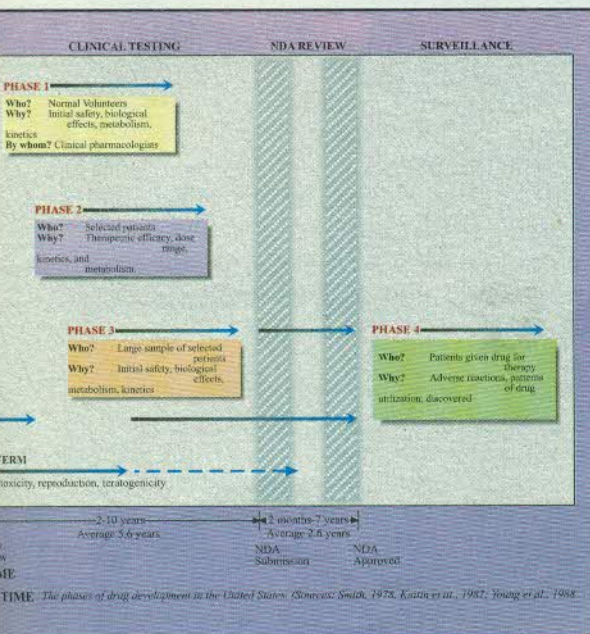 CLINICAL TESTING
NDA REVIEW
SURVEILLANCE
PHASE 1
Who? Normal Volunteers
Why? Initial safety, biological
effects, metabolism,
kinetics
By whom? Clinical pharmacologists
PHASE 2
Who? Selected patients
Why? Therapeutic efficacy, dose
range,
kinetics, and
metabolism.
PHASE 3
Who? Large sample of selected
patients
Why? Initial safety, biological
effects,
metabolism, kinetics
PHASE 4
Who? Patients given drug for
therapy
Why? Adverse reactions, patterns
of drug
utilization, discovered
TERM
toxicity, reproduction, teratogenicity
2-10 years
Average 5.6 years
2 months-7 years
Average 2.6 years
NDA
Submission
NDA
Approved
TIME The phases of drug development in the United States. (Sources: Smith, 1978, Kaitin et al., 1987; Young et al., 1988